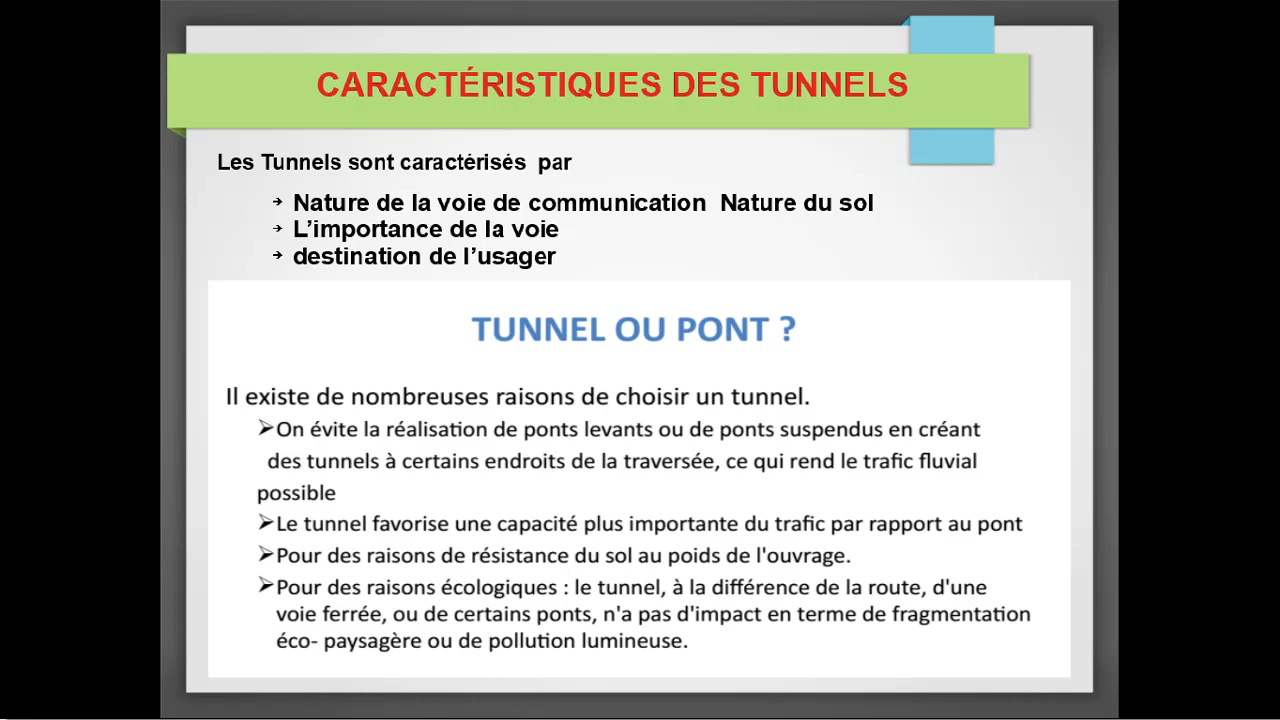 CARACTÉRISTIQUES DES TUNNELS
Les Tunnels sont caractérisés par
→ Nature de la voie de communication Nature du sol
→ L’importance de la voie
→ destination de l’usager
TUNNEL OU PONT ?
Il existe de nombreuses raisons de choisir un tunnel.
➢On évite la réalisation de ponts levants ou de ponts suspendus en créant
des tunnels à certains endroits de la traversée, ce qui rend le trafic fluvial
possible
➢Le tunnel favorise une capacité plus importante du trafic par rapport au pont
➢Pour des raisons de résistance du sol au poids de l'ouvrage.
➢Pour des raisons écologiques : le tunnel, à la différence de la route, d'une
voie ferrée, ou de certains ponts, n'a pas d'impact en terme de fragmentation
éco- paysagère ou de pollution lumineuse.